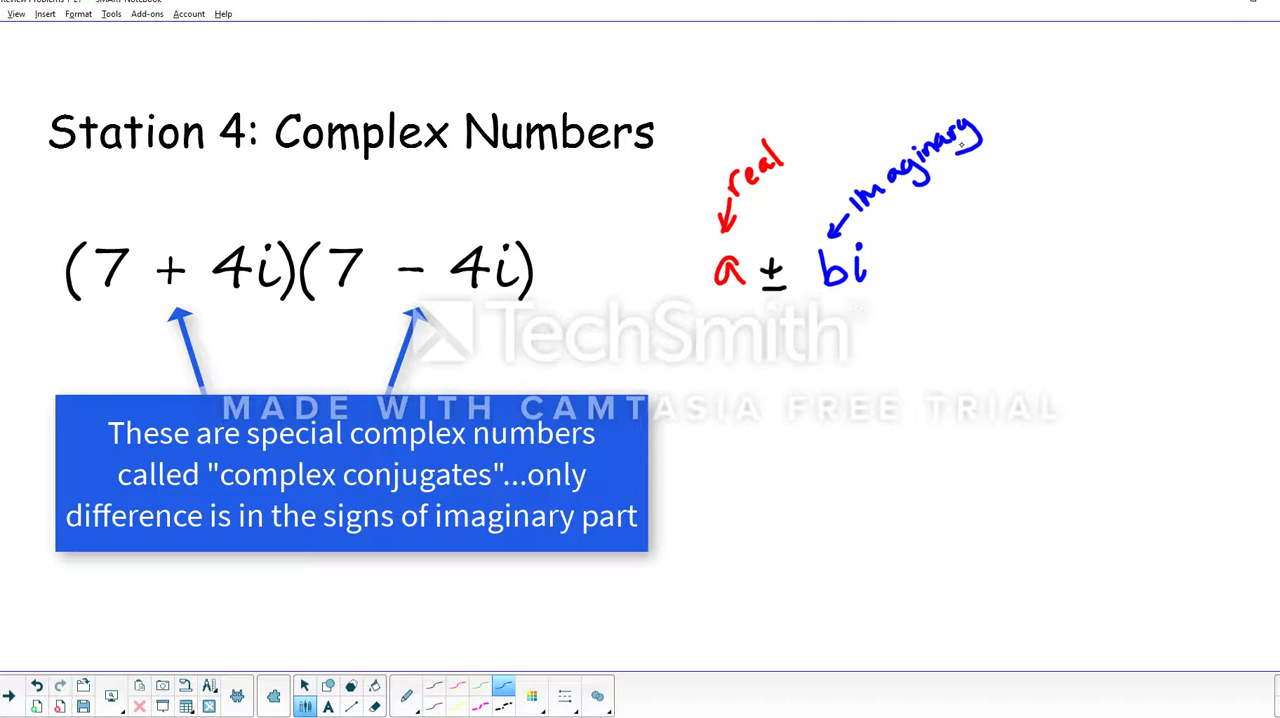 View Insert Format Tools Add-ons Account Help
Station 4: Complex Numbers
real
imaginary
(7 + 4i)(7 - 4i)
a ± bi
TechSmith®
MADE WITH CAMTASIA FREE TRIAL
These are special complex numbers
called "complex conjugates"...only
difference is in the signs of imaginary part